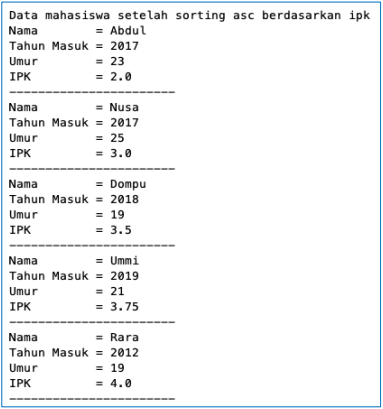 Data mahasiswa setelah sorting asc berdasarkan ipk
Nama        = Abdul
Tahun Masuk = 2017
Umur        = 23
IPK         = 2.0
-----------------------
Nama        = Nusa
Tahun Masuk = 2017
Umur        = 25
IPK         = 3.0
-----------------------
Nama        = Dompu
Tahun Masuk = 2018
Umur        = 19
IPK         = 3.5
-----------------------
Nama        = Ummi
Tahun Masuk = 2019
Umur        = 21
IPK         = 3.75
-----------------------
Nama        = Rara
Tahun Masuk = 2012
Umur        = 19
IPK         = 4.0
-----------------------